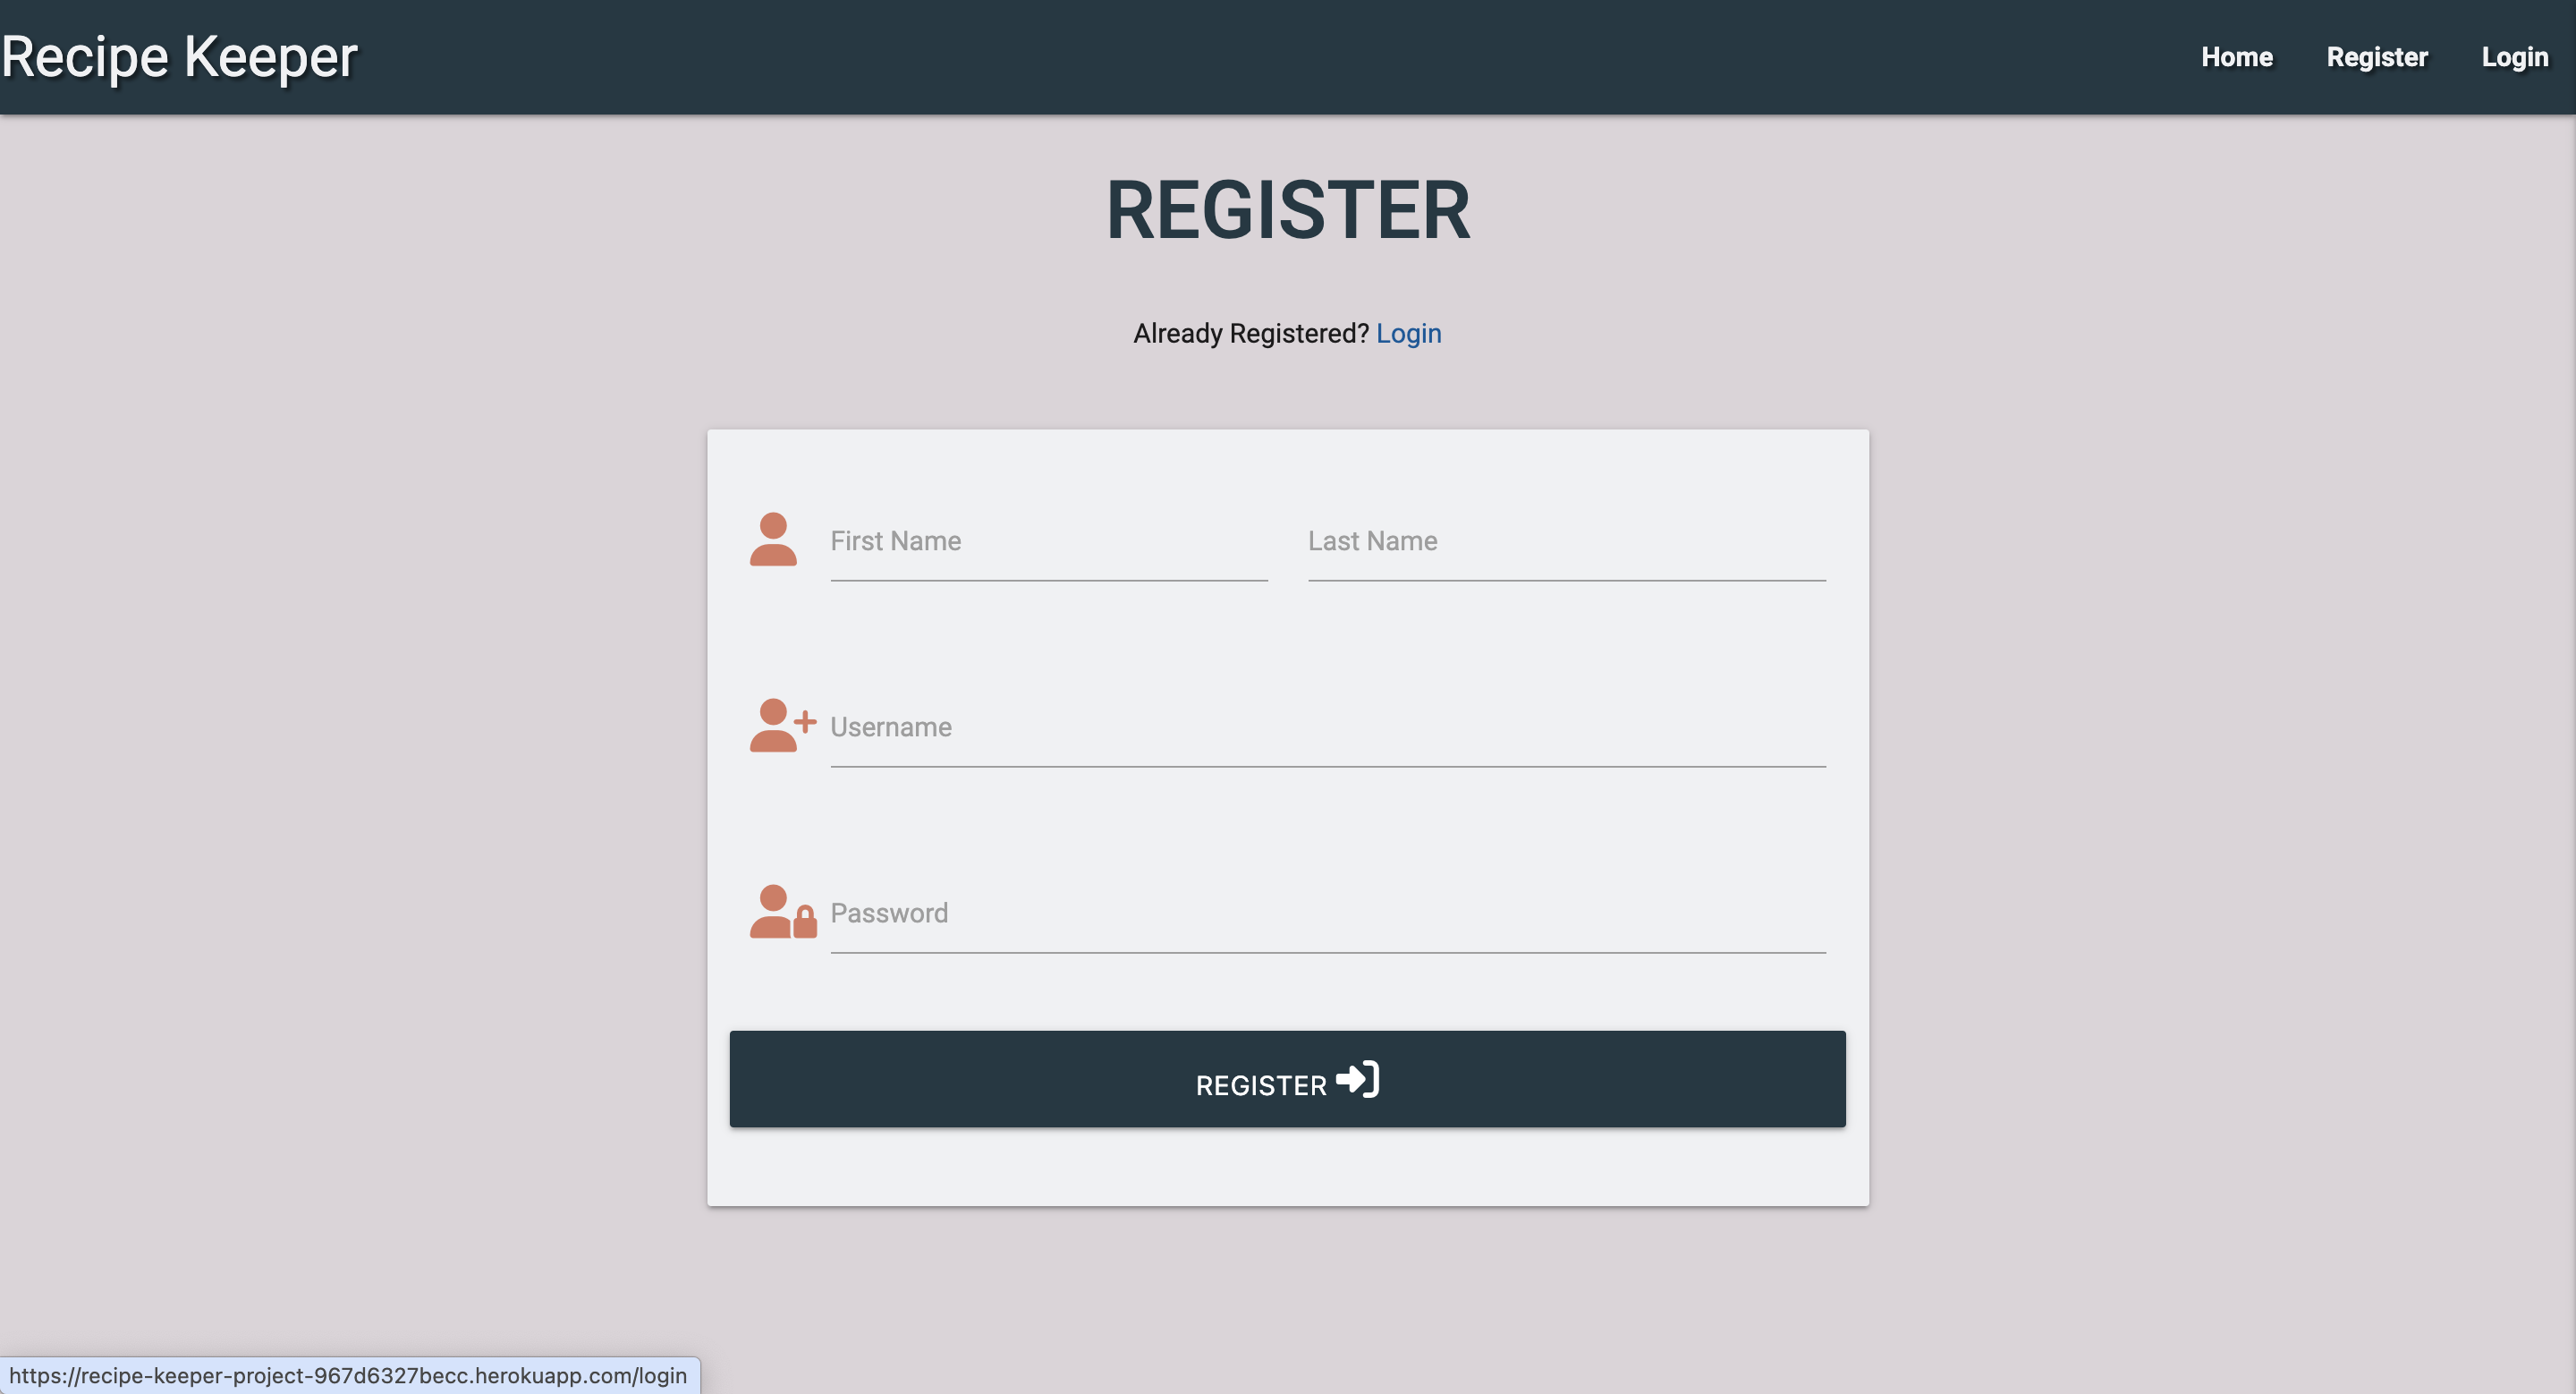 Recipe Keeper
Home Register Login
REGISTER
Already Registered? Login
First Name Last Name
Username
Password
REGISTER
https://recipe-keeper-project-967d6327becc.herokuapp.com/login